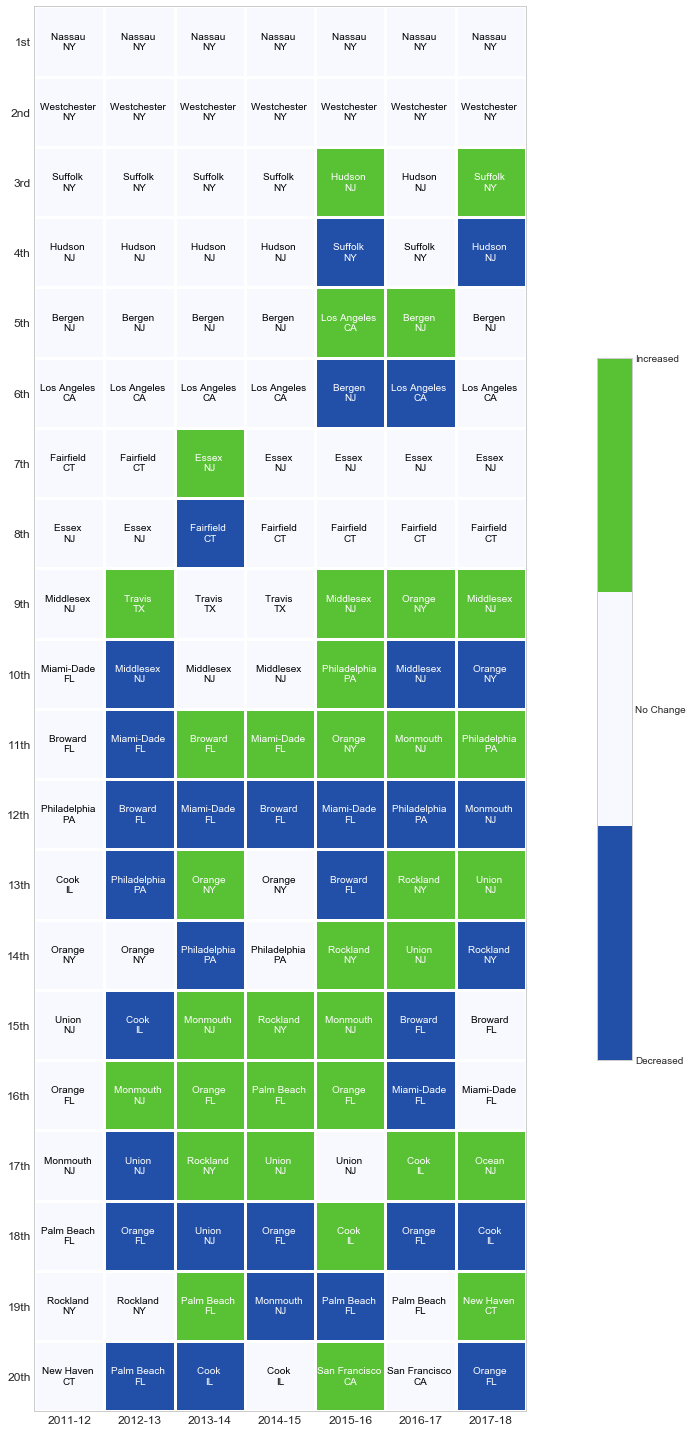 1st
Nassau Nassau Nassau Nassau Nassau Nassau Nassau
NY NY NY NY NY NY NY
2nd
Westchester Westchester Westchester Westchester Westchester Westchester Westchester
NY NY NY NY NY NY NY
3rd
Suffolk Suffolk Suffolk Suffolk Hudson Hudson Suffolk
NY NY NY NY NJ NJ NY
4th
Hudson Hudson Hudson Hudson Suffolk Suffolk Hudson
NJ NJ NJ NJ NY NY NJ
5th
Bergen Bergen Bergen Bergen Los Angeles Bergen Bergen
NJ NJ NJ NJ CA NJ NJ
Increased
6th
Los Angeles Los Angeles Los Angeles Los Angeles Bergen Los Angeles Los Angeles
CA CA CA CA NJ CA CA
7th
Fairfield Fairfield Essex Essex Essex Essex Essex
CT CT NJ NJ NJ NJ NJ
8th
Essex Essex Fairfield Fairfield Fairfield Fairfield Fairfield
NJ NJ CT CT CT CT CT
9th
Middlesex Travis Travis Travis Middlesex Orange Middlesex
NJ TX TX TX NJ NY NJ
10th
Miami-Dade Middlesex Middlesex Middlesex Philadelphia Middlesex Orange
FL NJ NJ NJ PA NJ NY
No Change
11th
Broward Miami-Dade Broward Miami-Dade Orange Monmouth Philadelphia
FL FL FL FL NY NJ PA
12th
Philadelphia Broward Miami-Dade Broward Miami-Dade Philadelphia Monmouth
PA FL FL FL FL PA NJ
13th
Cook Philadelphia Orange Orange Broward Rockland Union
IL PA NY NY FL NY NJ
14th
Orange Orange Philadelphia Philadelphia Rockland Union Rockland
NY NY PA PA NY NJ NY
15th
Union Cook Monmouth Rockland Monmouth Broward Broward
NJ IL NJ NY NJ FL FL
Decreased
16th
Orange Monmouth Orange Palm Beach Orange Miami-Dade Miami-Dade
FL NJ FL FL FL FL FL
17th
Monmouth Union Rockland Union Union Cook Ocean
NJ NJ NY NJ NJ IL NJ
18th
Palm Beach Orange Union Orange Cook Orange Cook
FL FL NJ FL IL FL IL
19th
Rockland Rockland Palm Beach Monmouth Palm Beach Palm Beach New Haven
NY NY FL NJ FL FL CT
20th
New Haven Palm Beach Cook Cook San Francisco San Francisco Orange
CT FL IL IL CA CA FL
2011-12 2012-13 2013-14 2014-15 2015-16 2016-17 2017-18